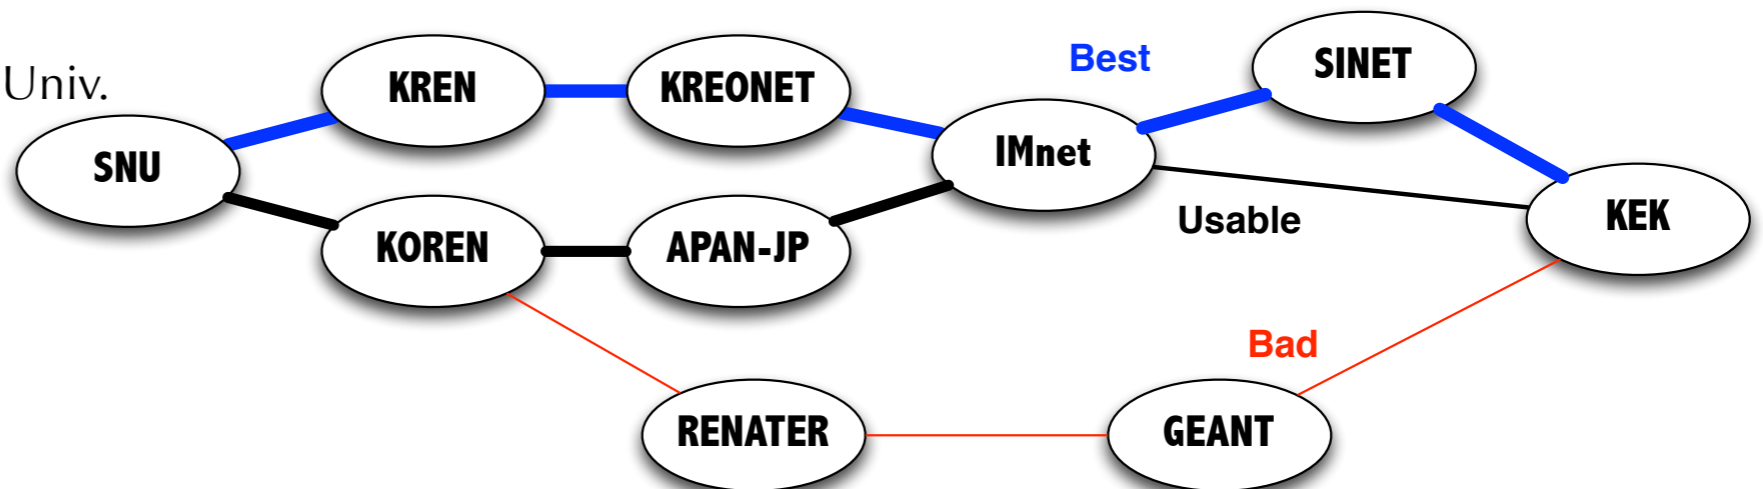 Univ.
SNU
KREN
KREONET
IMnet
Best
SINET
KOREN
APAN-JP
Usable
KEK
Bad
RENATER
GEANT